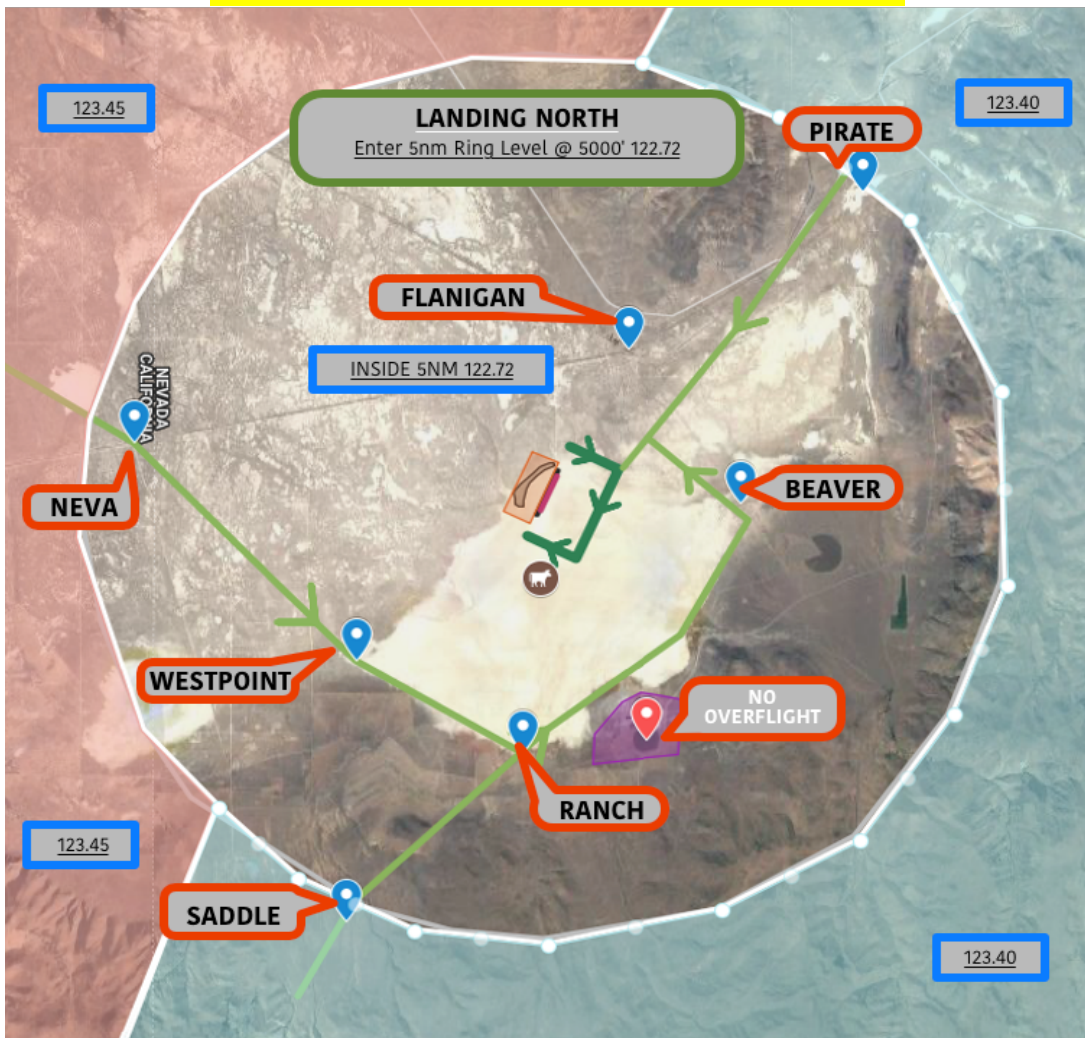 123.45
LANDING NORTH
Enter 5nm Ring Level @ 5000' 122.72
123.40
PIRATE
FLANIGAN
INSIDE 5NM 122.72
NEVADA
CALIFORNIA
NEVA
BEAVER
WESTPOINT
NO
OVERFLIGHT
RANCH
123.45
SADDLE
123.40